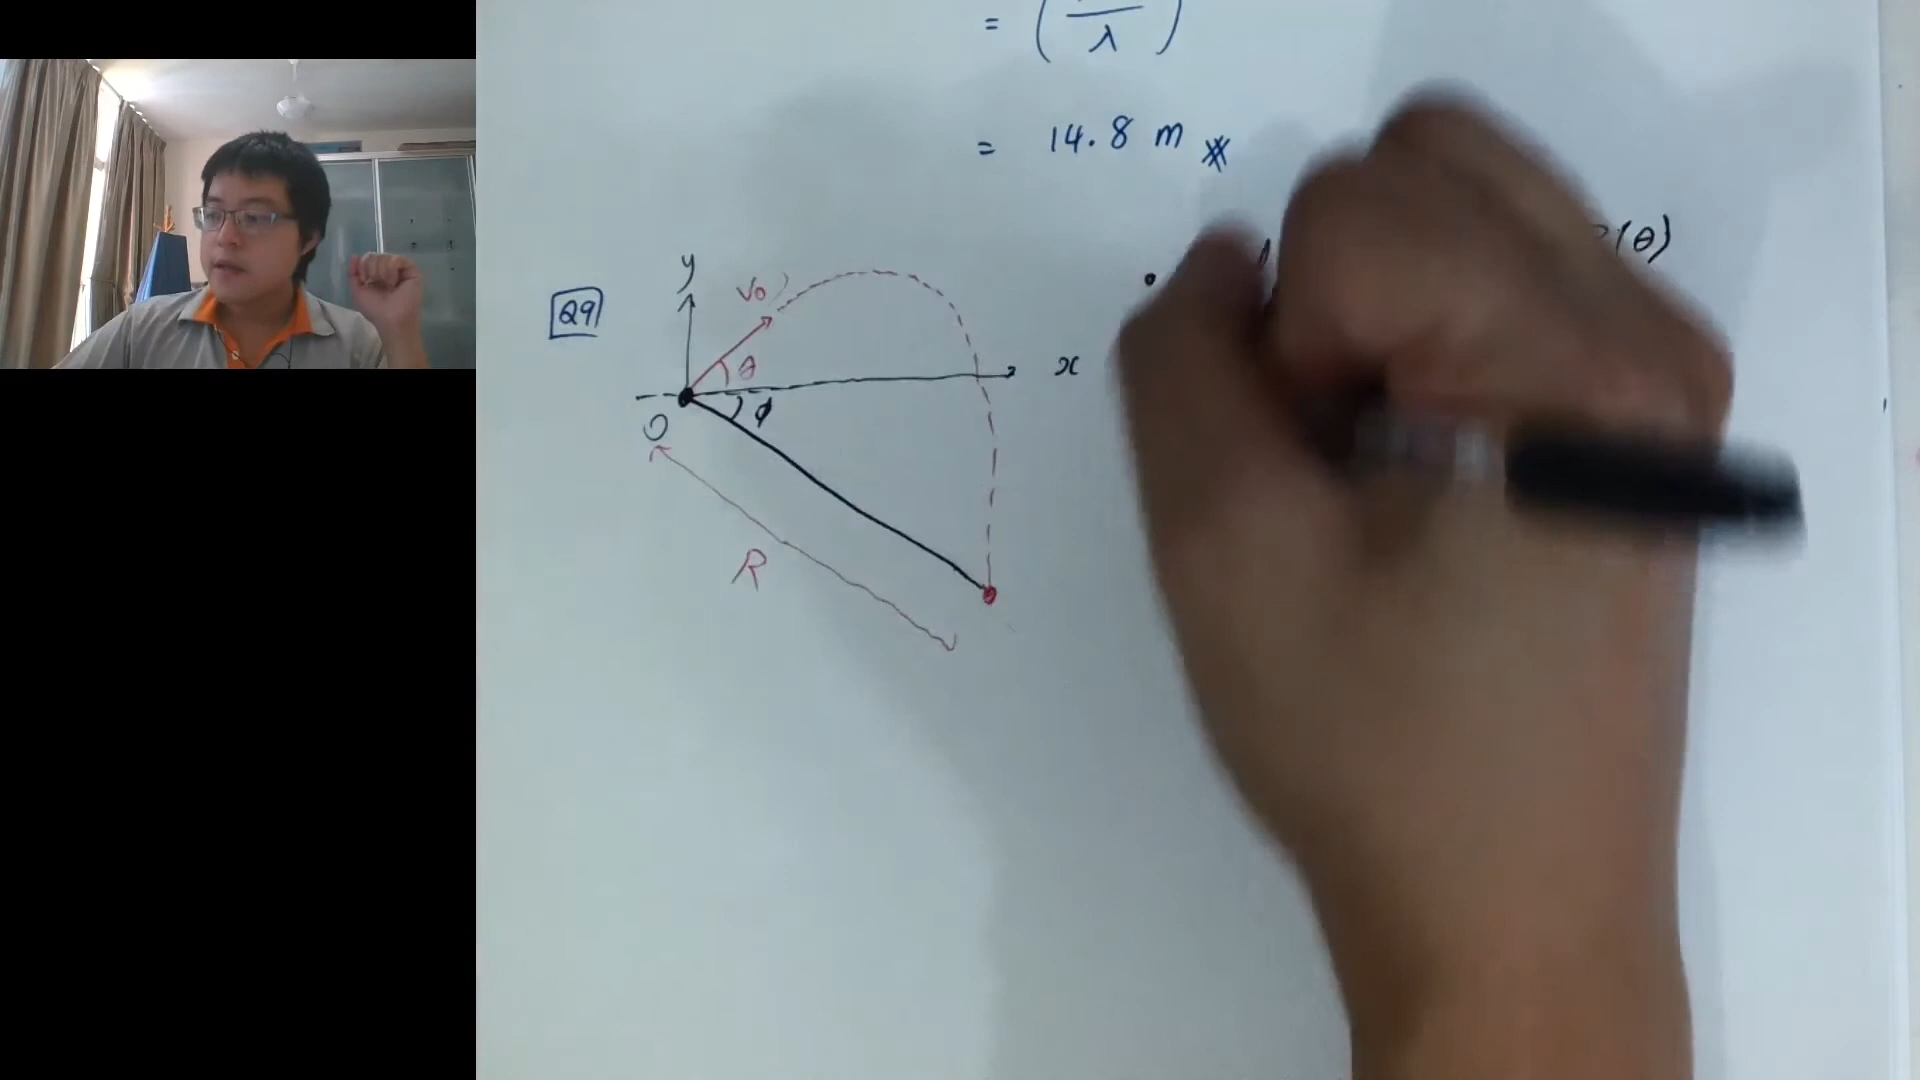 = ( / λ )
= 14.8 m
Q9
y
v₀
θ
x
O
ϕ
R
(θ)